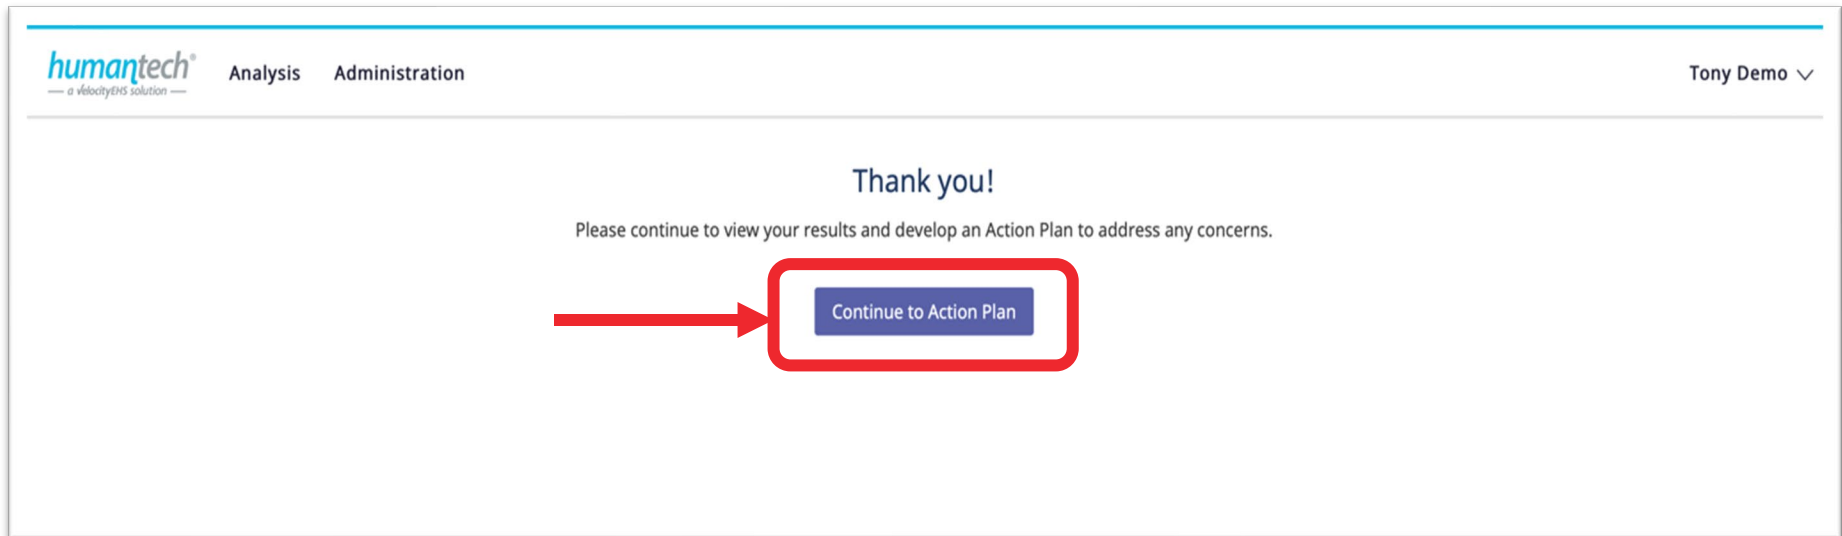 humantech®
— a VelocityEHS solution —
Analysis
Administration
Tony Demo
Thank you!
Please continue to view your results and develop an Action Plan to address any concerns.
Continue to Action Plan